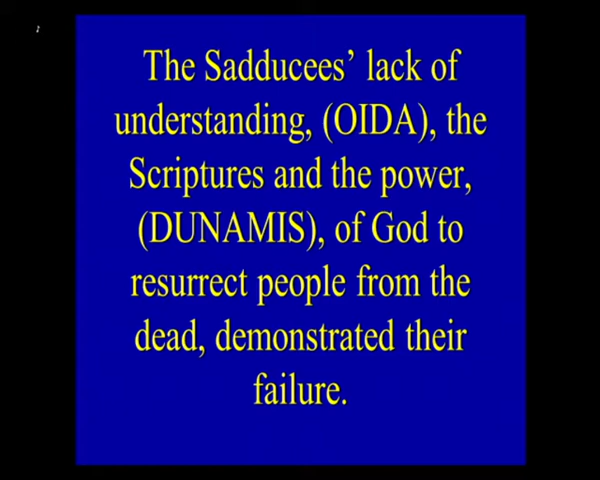 The Sadducees’ lack of
understanding, (OIDA), the
Scriptures and the power,
(DUNAMIS), of God to
resurrect people from the
dead, demonstrated their
failure.